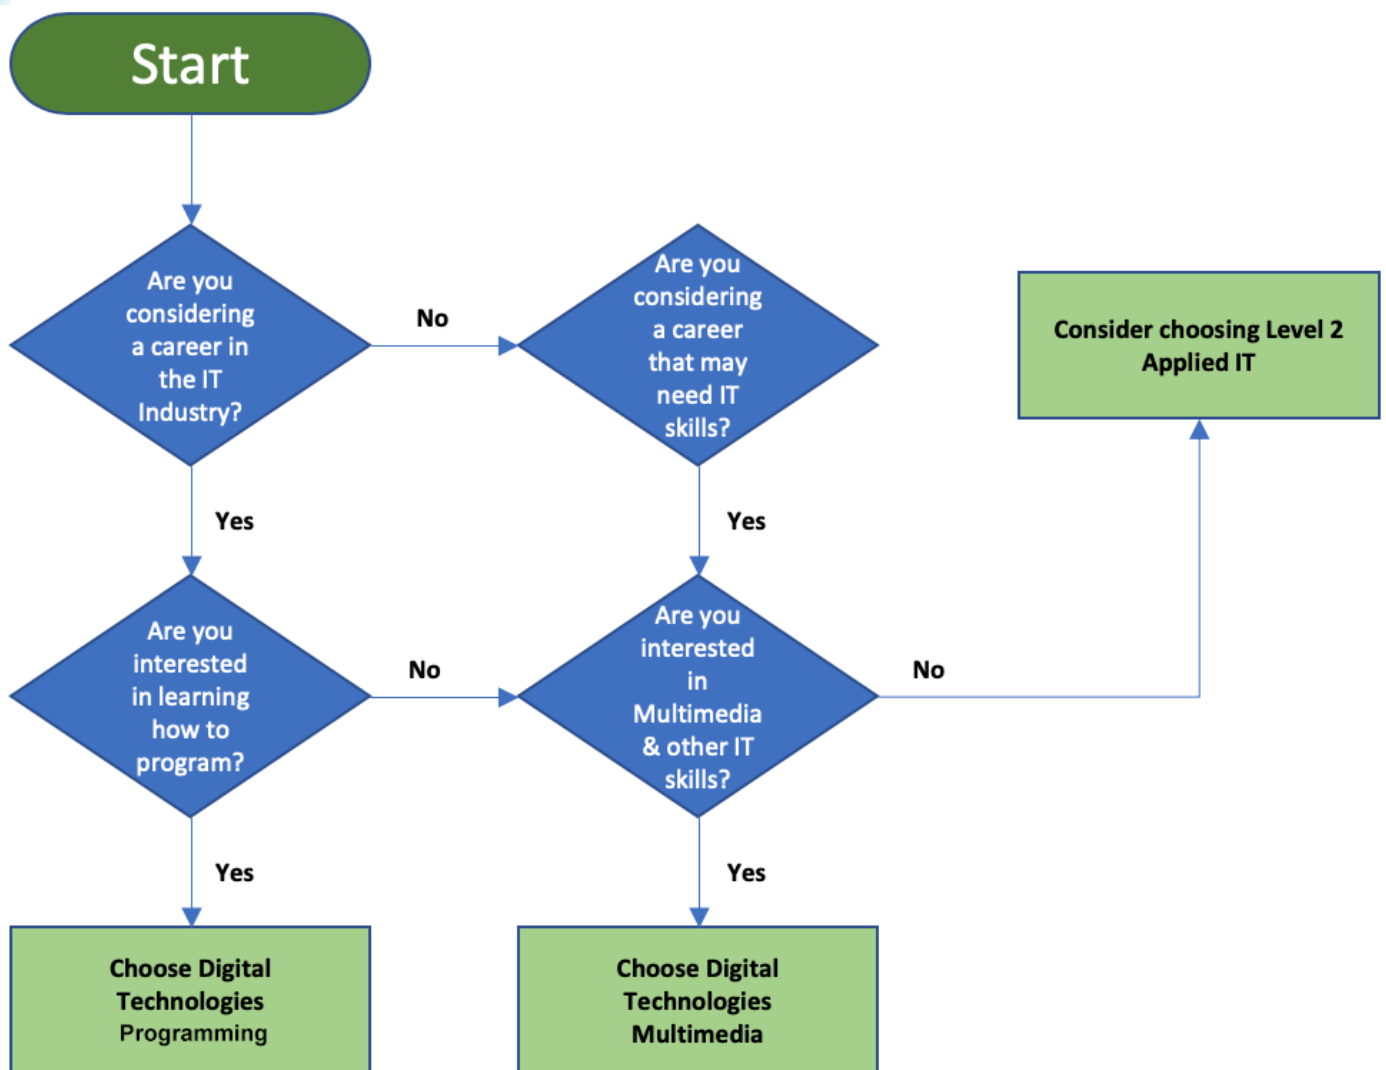 Start
Are you
considering
a career in
the IT
Industry?
No
Are you
considering
a career
that may
need IT
skills?
Consider choosing Level 2
Applied IT
Yes
Yes
Are you
interested
in learning
how to
program?
No
Are you
interested
in
Multimedia
& other IT
skills?
No
Yes
Yes
Choose Digital
Technologies
Programming
Choose Digital
Technologies
Multimedia